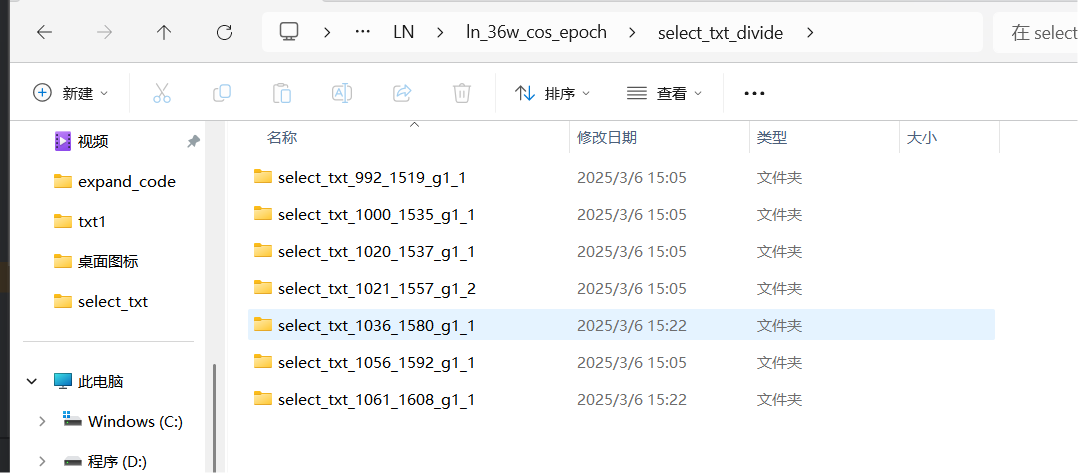 ··· LN ln_36w_cos_epoch select_txt_divide 在 select
新建 排序 查看 ···
名称 修改日期 类型 大小
视频
expand_code
txt1
桌面图标
select_txt
此电脑
Windows (C:)
程序 (D:)
select_txt_992_1519_g1_1 2025/3/6 15:05 文件夹
select_txt_1000_1535_g1_1 2025/3/6 15:05 文件夹
select_txt_1020_1537_g1_1 2025/3/6 15:05 文件夹
select_txt_1021_1557_g1_2 2025/3/6 15:05 文件夹
select_txt_1036_1580_g1_1 2025/3/6 15:22 文件夹
select_txt_1056_1592_g1_1 2025/3/6 15:05 文件夹
select_txt_1061_1608_g1_1 2025/3/6 15:22 文件夹